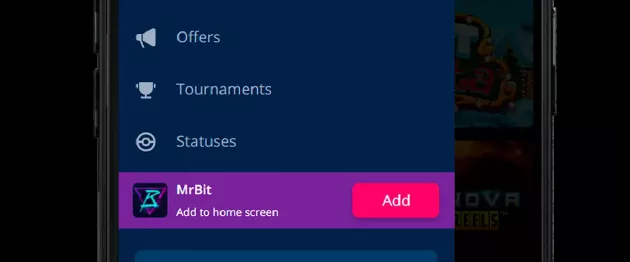 Offers
Tournaments
Statuses
MrBit
Add to home screen
Add